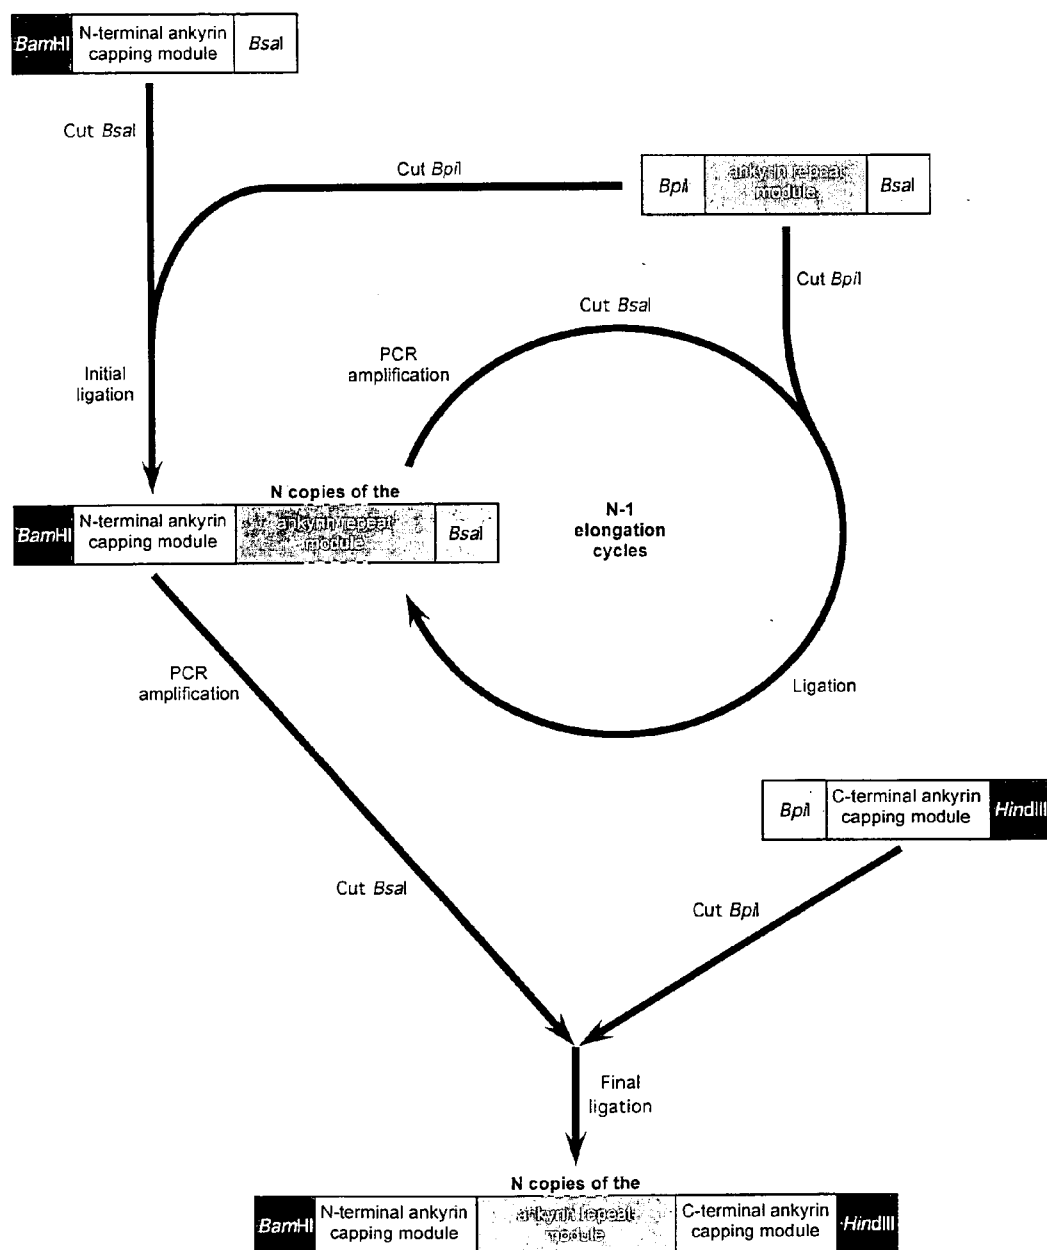 BamHI
N-terminal ankyrin
capping module
BsaI
Cut BsaI
Cut BpiI
BpiI
ankyrin repeat
module
BsaI
Cut BpiI
Cut BsaI
PCR
amplification
Initial
ligation
N copies of the
BamHI
N-terminal ankyrin
capping module
ankyrin repeat
module
BsaI
N-1
elongation
cycles
PCR
amplification
Ligation
BpiI
C-terminal ankyrin
capping module
HindIII
Cut BsaI
Cut BpiI
Final
ligation
N copies of the
BamHI
N-terminal ankyrin
capping module
ankyrin repeat
module
C-terminal ankyrin
capping module
HindIII